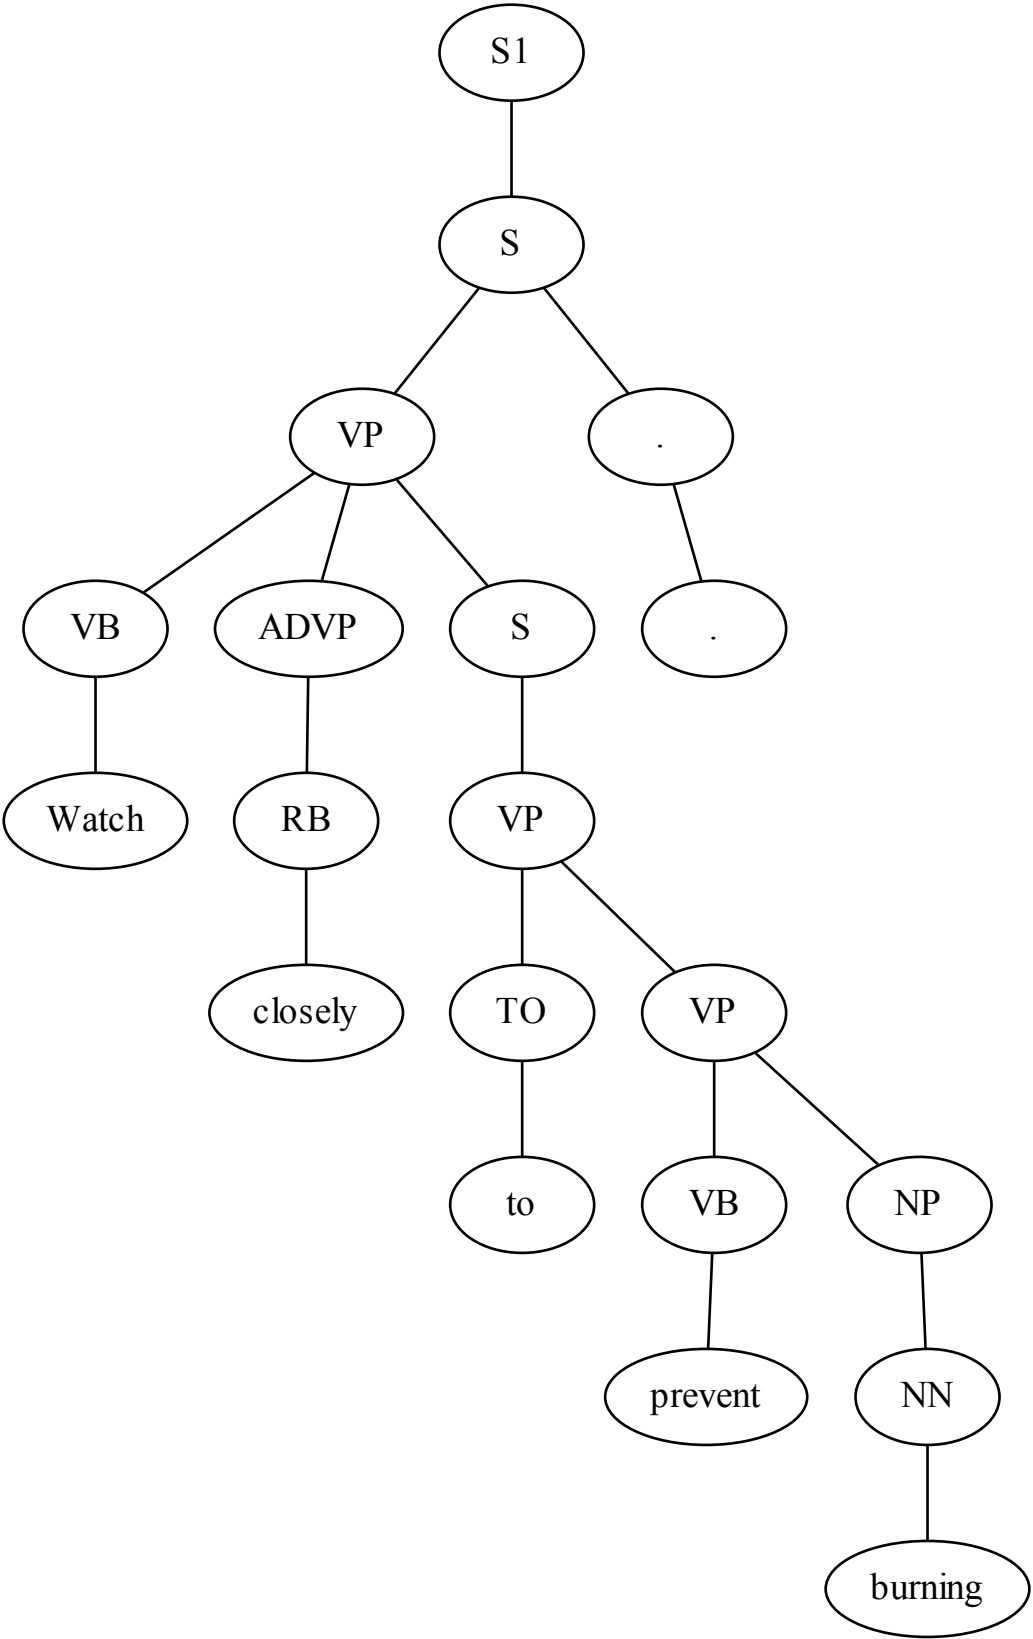 S1
S
VP .
VB ADVP S .
Watch RB VP
closely TO VP
to VB NP
prevent NN
burning